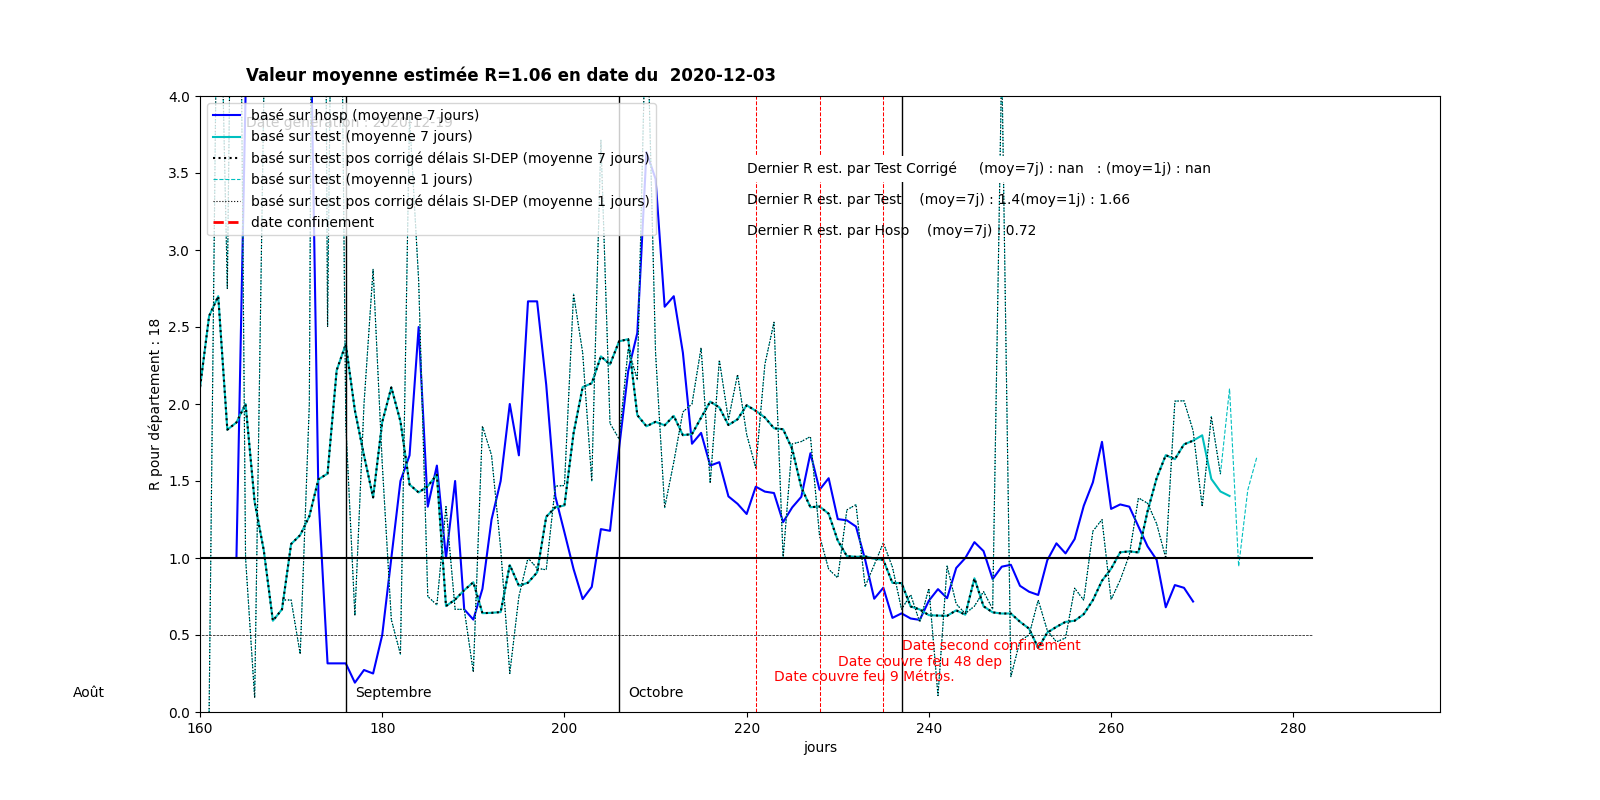 Valeur moyenne estimée R=1.06 en date du  2020-12-03
Date génération : 2020-12-19
basé sur hosp (moyenne 7 jours)
basé sur test (moyenne 7 jours)
basé sur test pos corrigé délais SI-DEP (moyenne 7 jours)
basé sur test (moyenne 1 jours)
basé sur test pos corrigé délais SI-DEP (moyenne 1 jours)
date confinement
Dernier R est. par Test Corrigé     (moy=7j) : nan   : (moy=1j) : nan
Dernier R est. par Test    (moy=7j) : 1.4(moy=1j) : 1.66
Dernier R est. par Hosp    (moy=7j) : 0.72
4.0
3.5
3.0
2.5
2.0
1.5
1.0
0.5
0.0
R pour département : 18
Date second confinement
Date couvre feu 48 dep
Date couvre feu 9 Métros.
Août
Septembre
Octobre
160
180
200
220
240
260
280
jours